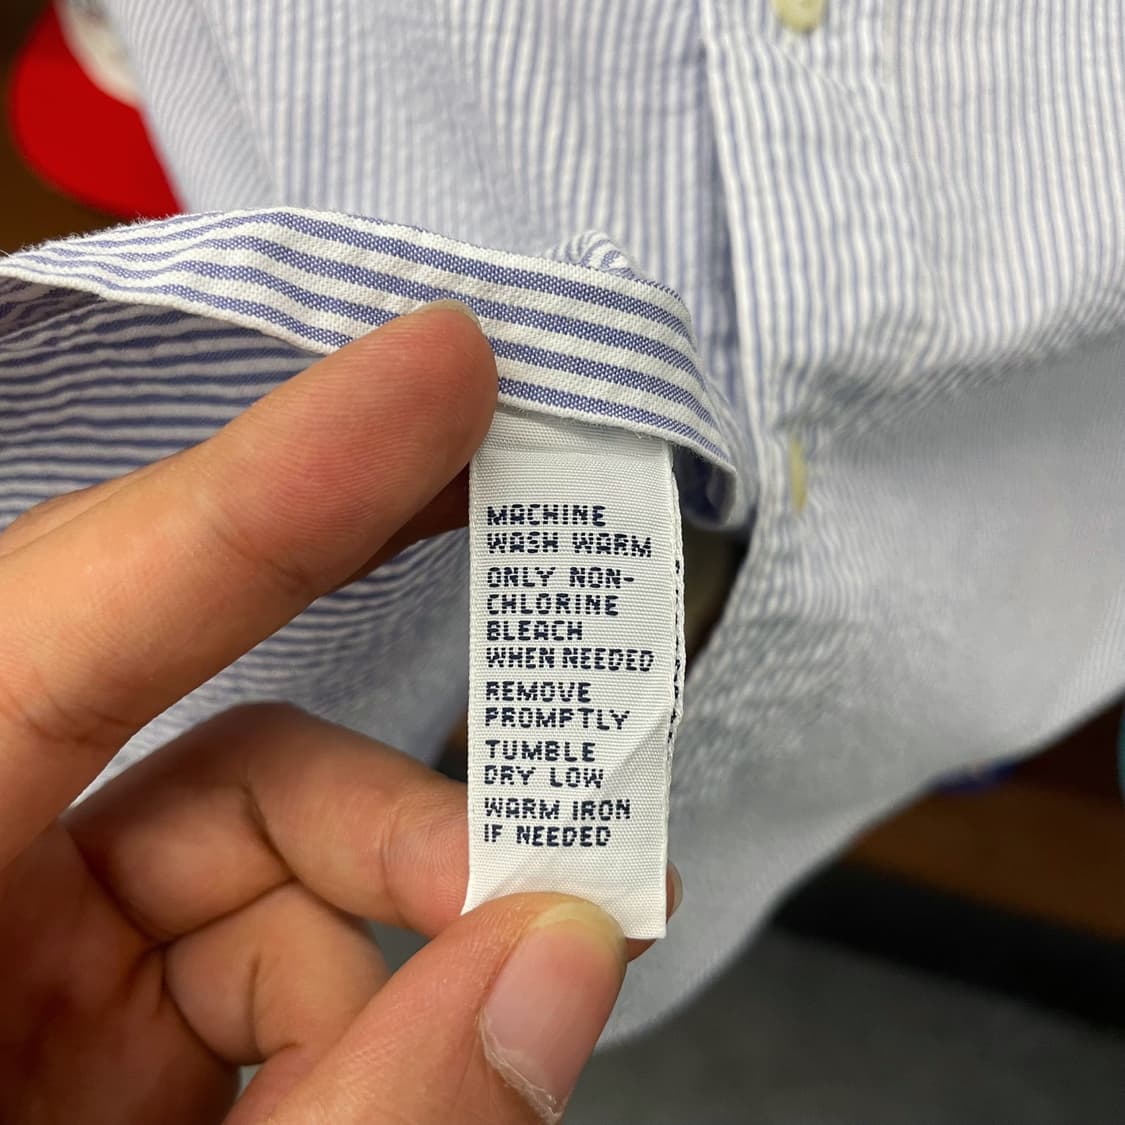 MACHINE
WASH WARM
ONLY NON-
CHLORINE
BLEACH
WHEN NEEDED
REMOVE
PROMPTLY
TUMBLE
DRY LOW
WARM IRON
IF NEEDED